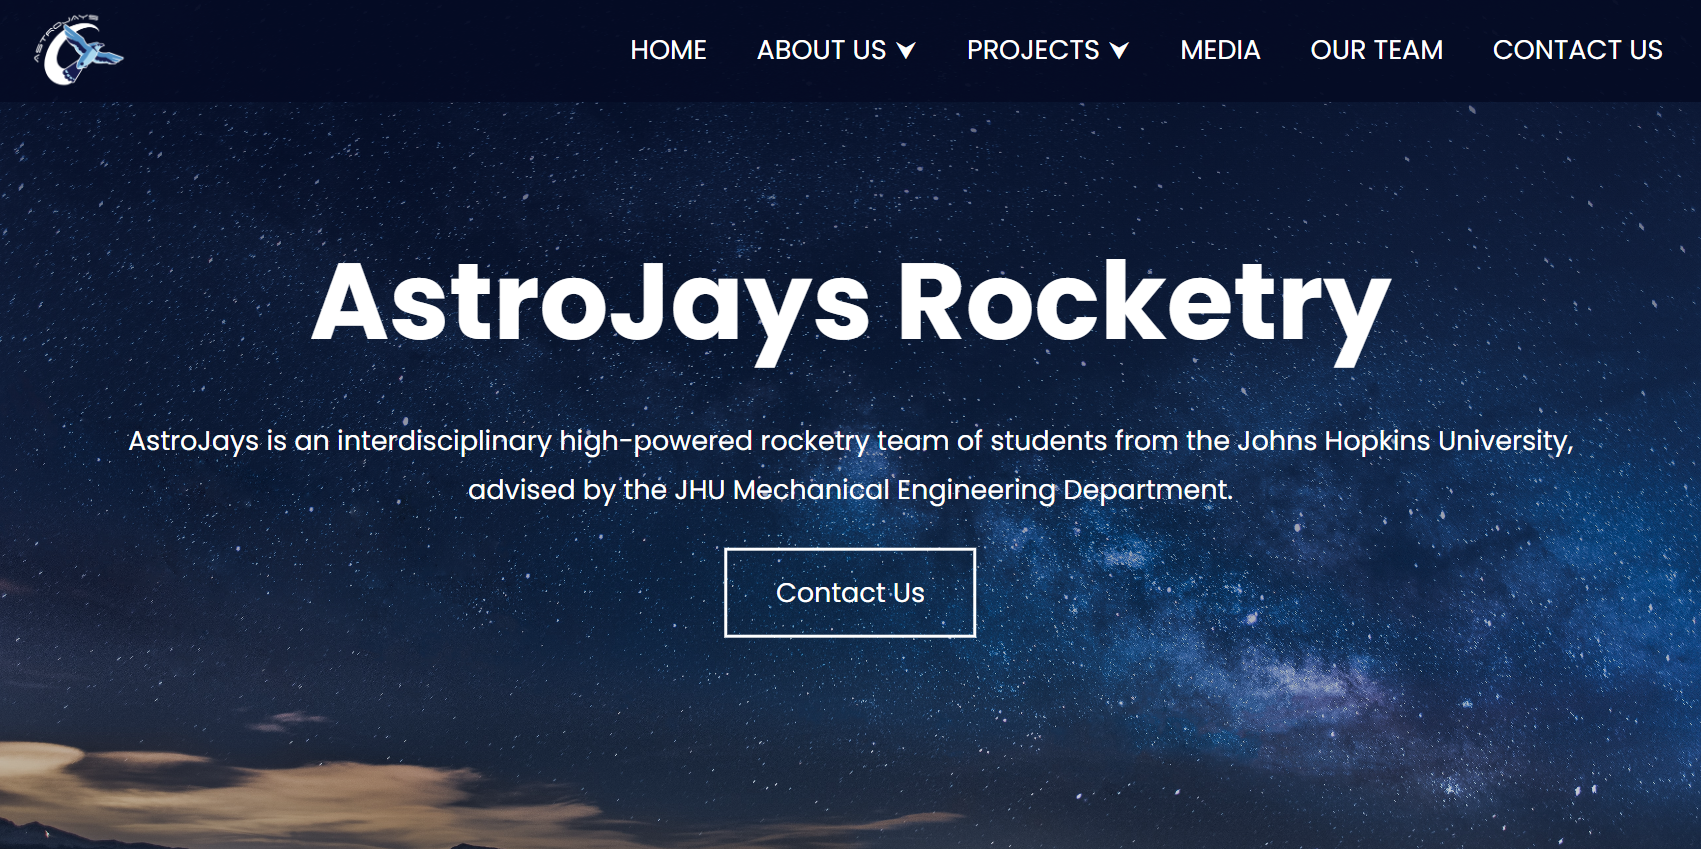 ASTROJAYS
HOME
ABOUT US
PROJECTS
MEDIA
OUR TEAM
CONTACT US
AstroJays Rocketry
AstroJays is an interdisciplinary high-powered rocketry team of students from the Johns Hopkins University,
advised by the JHU Mechanical Engineering Department.
Contact Us